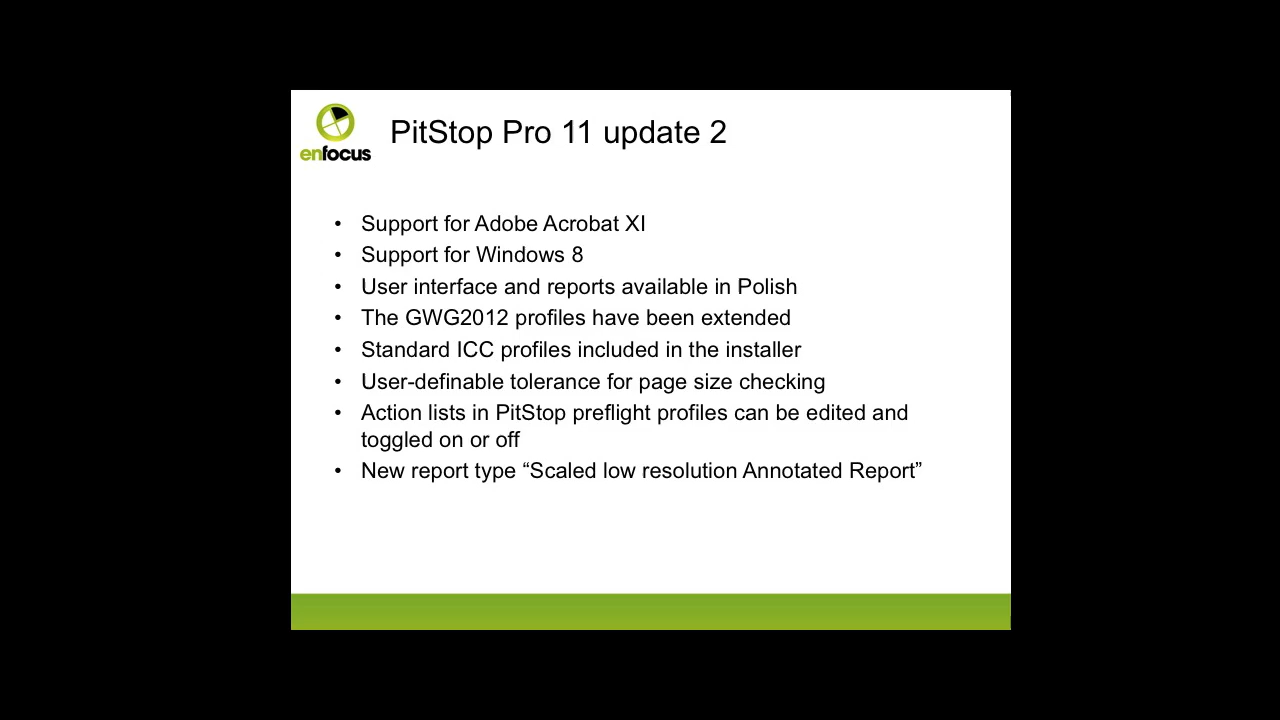 enfocus
PitStop Pro 11 update 2
• Support for Adobe Acrobat XI
• Support for Windows 8
• User interface and reports available in Polish
• The GWG2012 profiles have been extended
• Standard ICC profiles included in the installer
• User-definable tolerance for page size checking
• Action lists in PitStop preflight profiles can be edited and
toggled on or off
• New report type “Scaled low resolution Annotated Report”